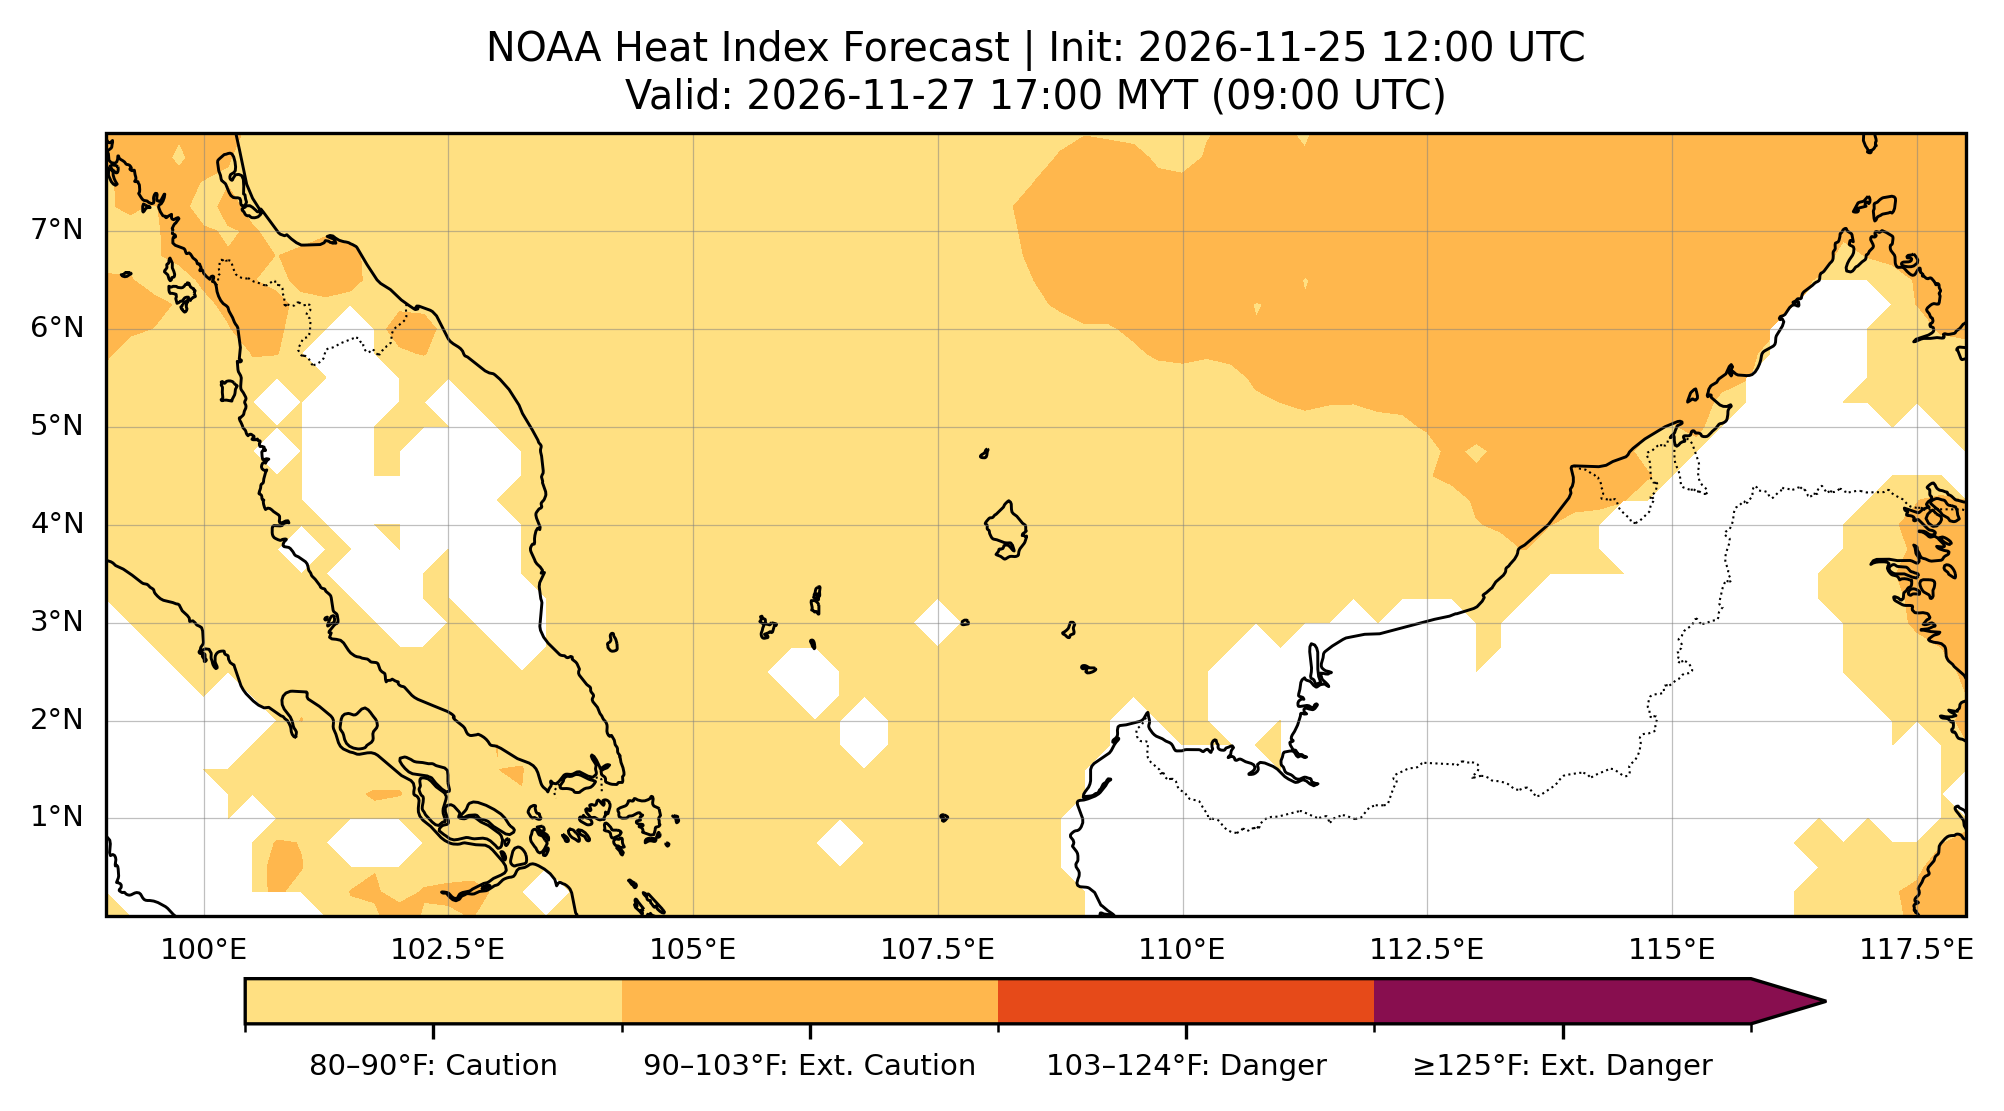 NOAA Heat Index Forecast | Init: 2026-11-25 12:00 UTC
Valid: 2026-11-27 17:00 MYT (09:00 UTC)
7°N
6°N
5°N
4°N
3°N
2°N
1°N
100°E 102.5°E 105°E 107.5°E 110°E 112.5°E 115°E 117.5°E
80–90°F: Caution 90–103°F: Ext. Caution 103–124°F: Danger ≥125°F: Ext. Danger